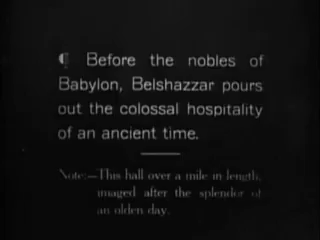 ¶ Before the nobles of
Babylon, Belshazzar pours
out the colossal hospitality
of an ancient time.
Note:—This hall over a mile in length,
imaged after the splendor of
an olden day.